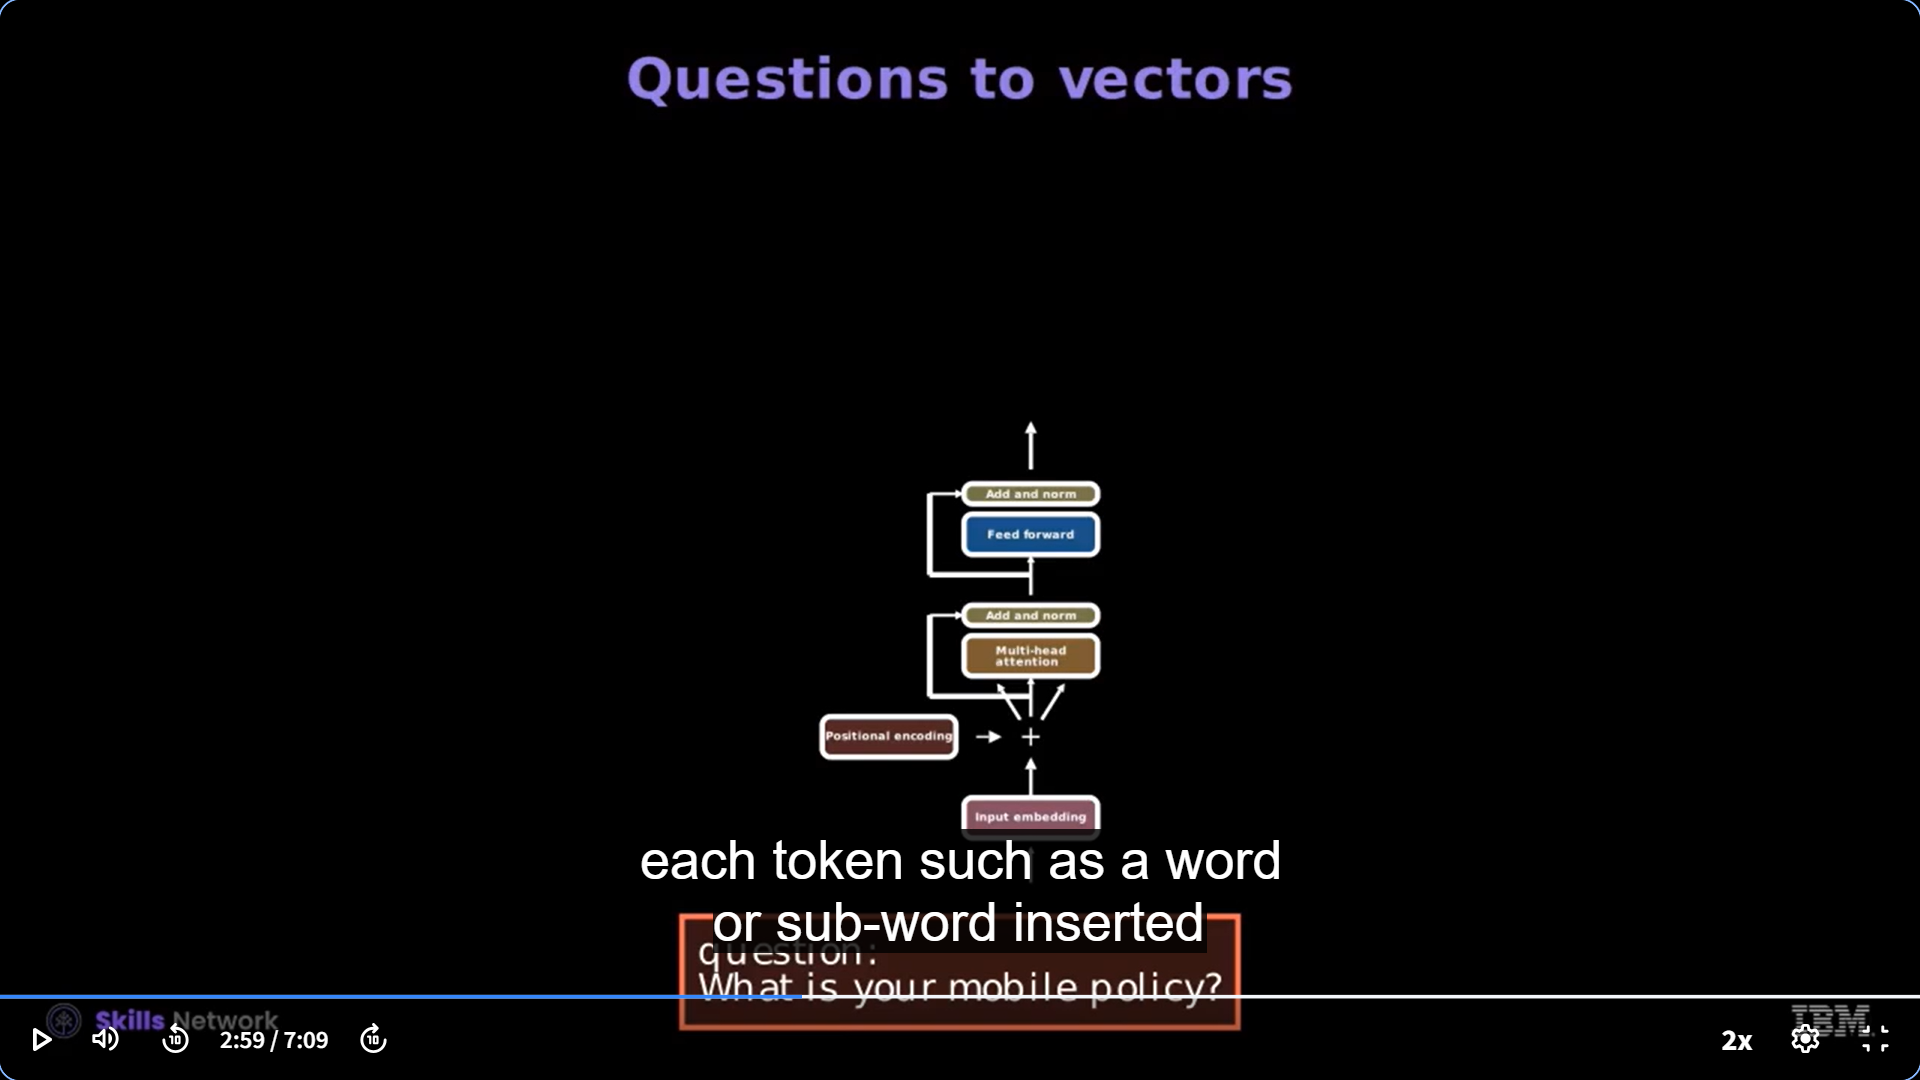 Questions to vectors
Add and norm
Feed forward
Add and norm
Multi-head
attention
Positional encoding
+
Input embedding
each token such as a word
or sub-word inserted
question:
What is your mobile policy?
Skills Network
IBM
10
2:59 / 7:09
10
2x